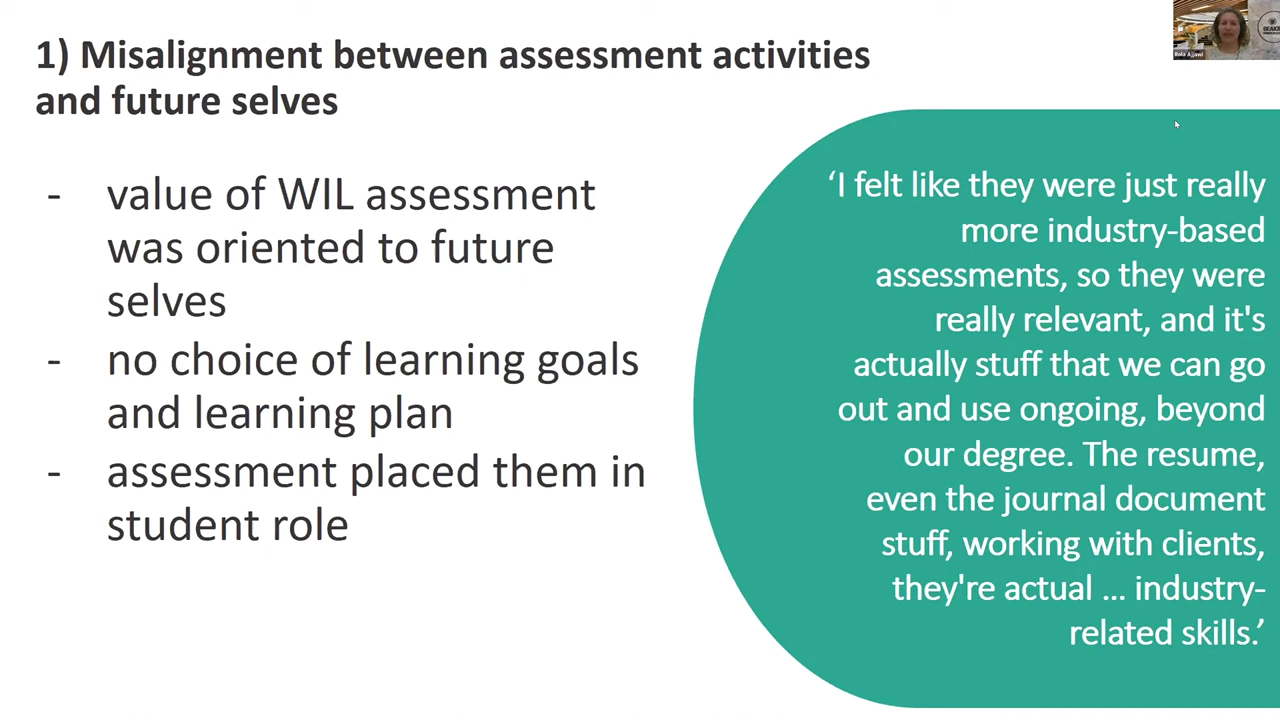 1) Misalignment between assessment activities
and future selves
- value of WIL assessment
was oriented to future
selves
- no choice of learning goals
and learning plan
- assessment placed them in
student role
‘I felt like they were just really
more industry-based
assessments, so they were
really relevant, and it's
actually stuff that we can go
out and use ongoing, beyond
our degree. The resume,
even the journal document
stuff, working with clients,
they're actual ... industry-
related skills.’
Rola Ajjawi